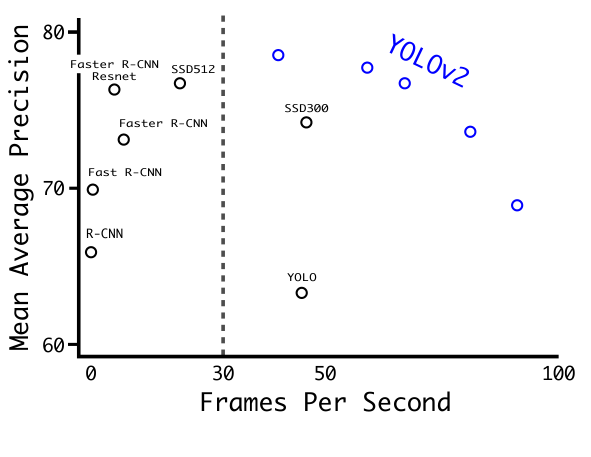 80
Faster R-CNN
Resnet
SSD512
YOLOv2
SSD300
Faster R-CNN
Fast R-CNN
70
R-CNN
YOLO
60
0 30 50 100
Frames Per Second
Mean Average Precision